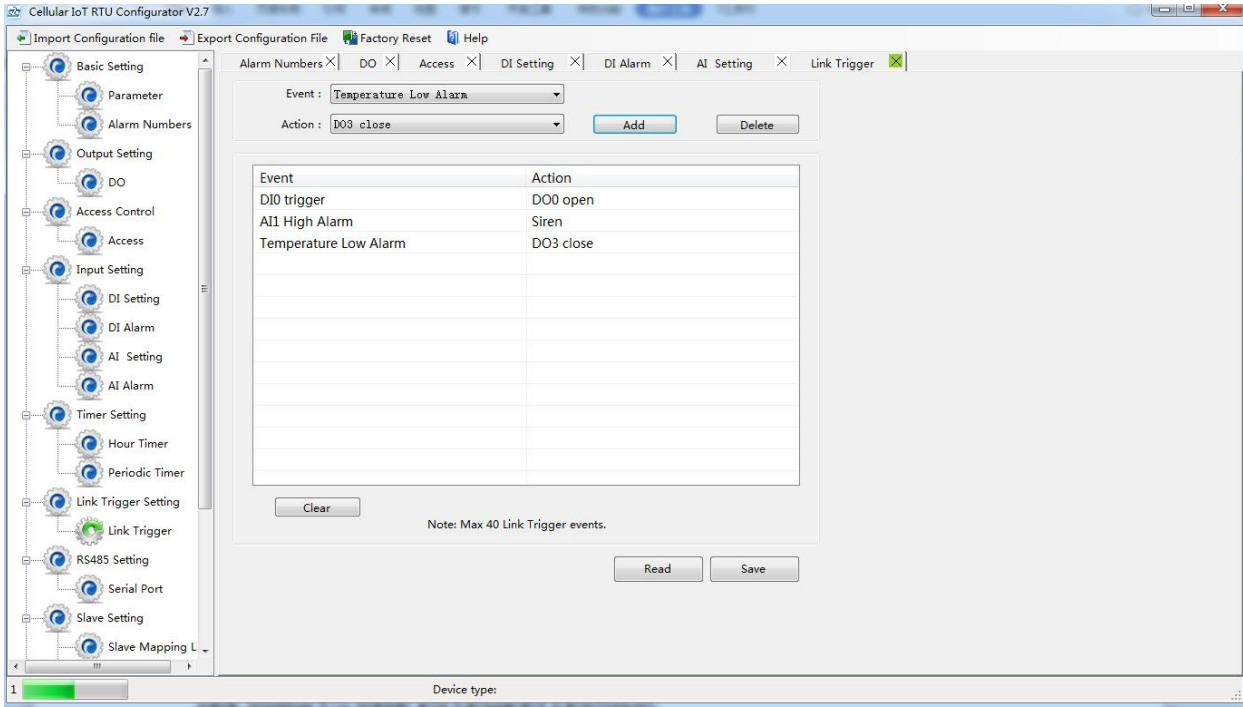 Cellular IoT RTU Configurator V2.7
Import Configuration file Export Configuration File Factory Reset Help
Basic Setting
Parameter
Alarm Numbers
Output Setting
DO
Access Control
Access
Input Setting
DI Setting
DI Alarm
AI Setting
AI Alarm
Timer Setting
Hour Timer
Periodic Timer
Link Trigger Setting
Link Trigger
RS485 Setting
Serial Port
Slave Setting
Slave Mapping L
Alarm Numbers DO Access DI Setting DI Alarm AI Setting Link Trigger
Event : Temperature Low Alarm
Action : DO3 close Add Delete
Event Action
DI0 trigger DO0 open
AI1 High Alarm Siren
Temperature Low Alarm DO3 close
Clear
Note: Max 40 Link Trigger events.
Read Save
1 Device type: